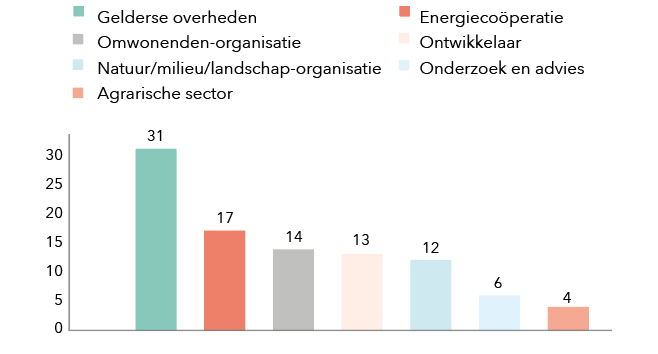 Gelderse overheden
Energiecoöperatie
Omwonenden-organisatie
Ontwikkelaar
Natuur/milieu/landschap-organisatie
Onderzoek en advies
Agrarische sector
31
30
25
20
15
10
5
0
17
14
13
12
6
4